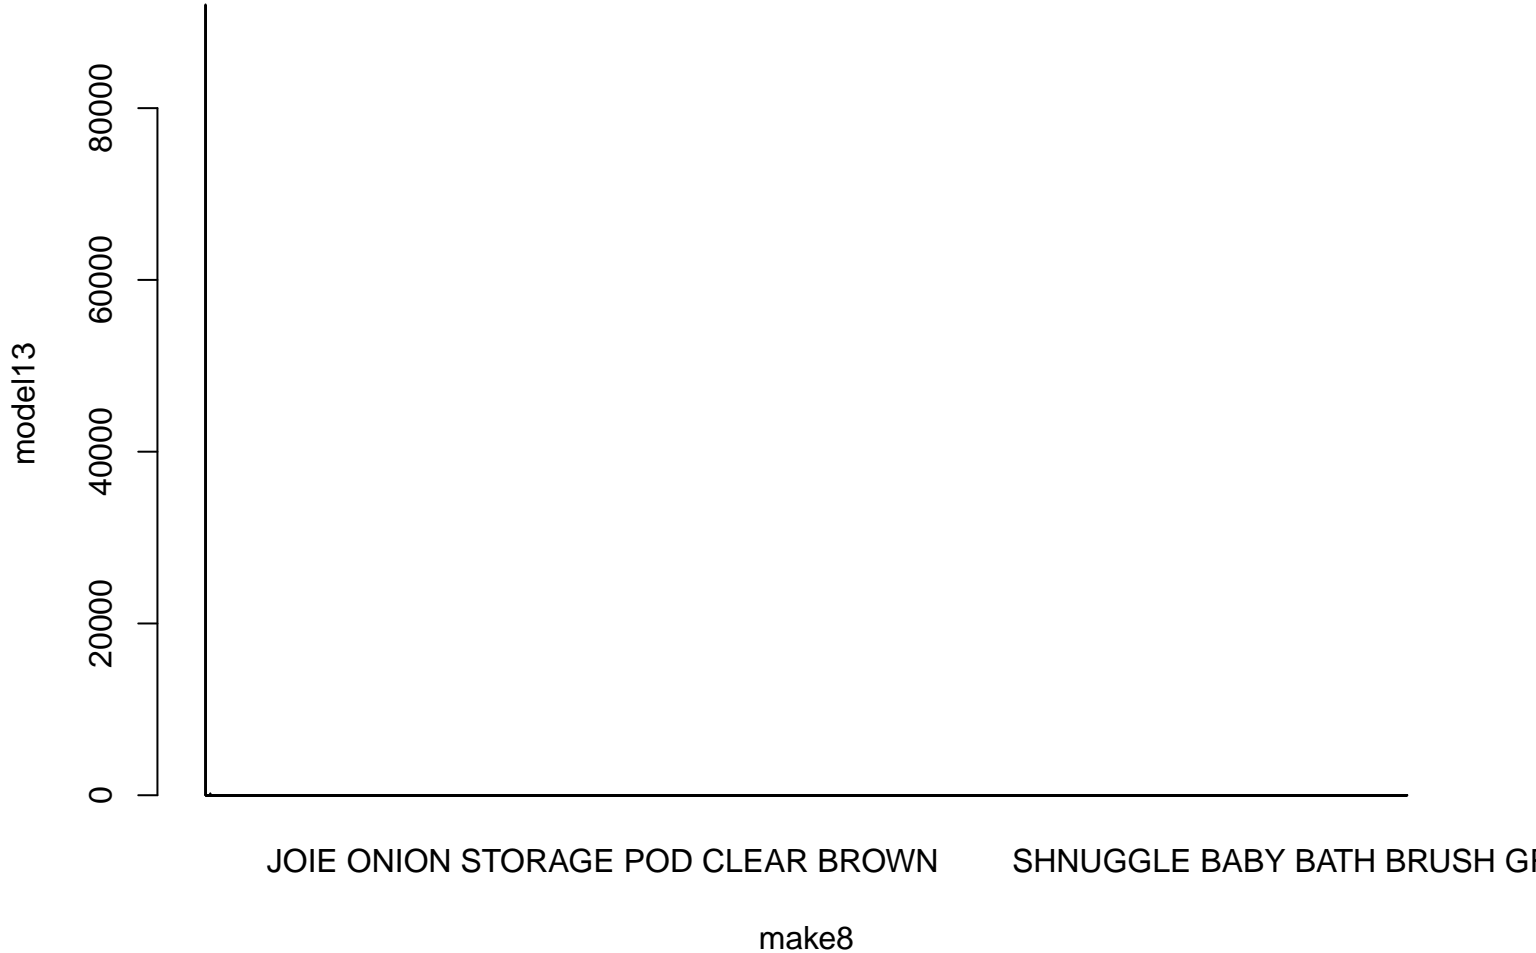 80000
60000
40000
20000
0
model13
JOIE ONION STORAGE POD CLEAR BROWN
SHNUGGLE BABY BATH BRUSH
make8